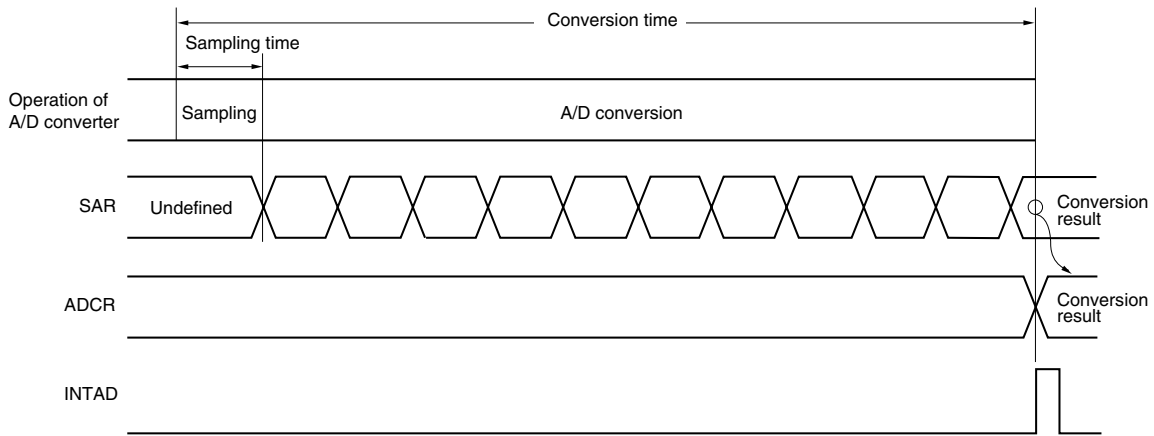 Conversion time
Sampling time
Operation of
A/D converter
Sampling
A/D conversion
SAR
Undefined
Conversion
result
ADCR
Conversion
result
INTAD